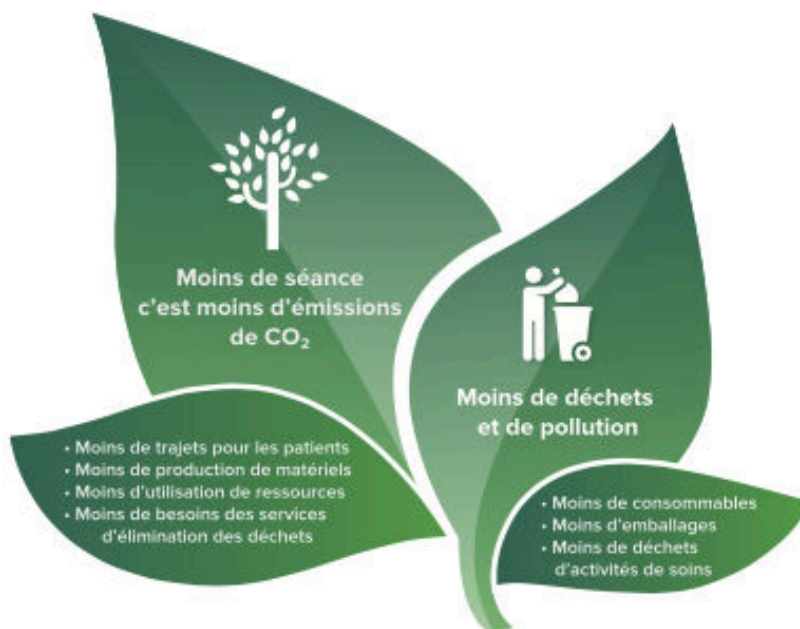 Moins de séance
c'est moins d'émissions
de CO₂
• Moins de trajets pour les patients
• Moins de production de matériels
• Moins d'utilisation de ressources
• Moins de besoins des services
d'élimination des déchets
Moins de déchets
et de pollution
• Moins de consommables
• Moins d'emballages
• Moins de déchets
d'activités de soins